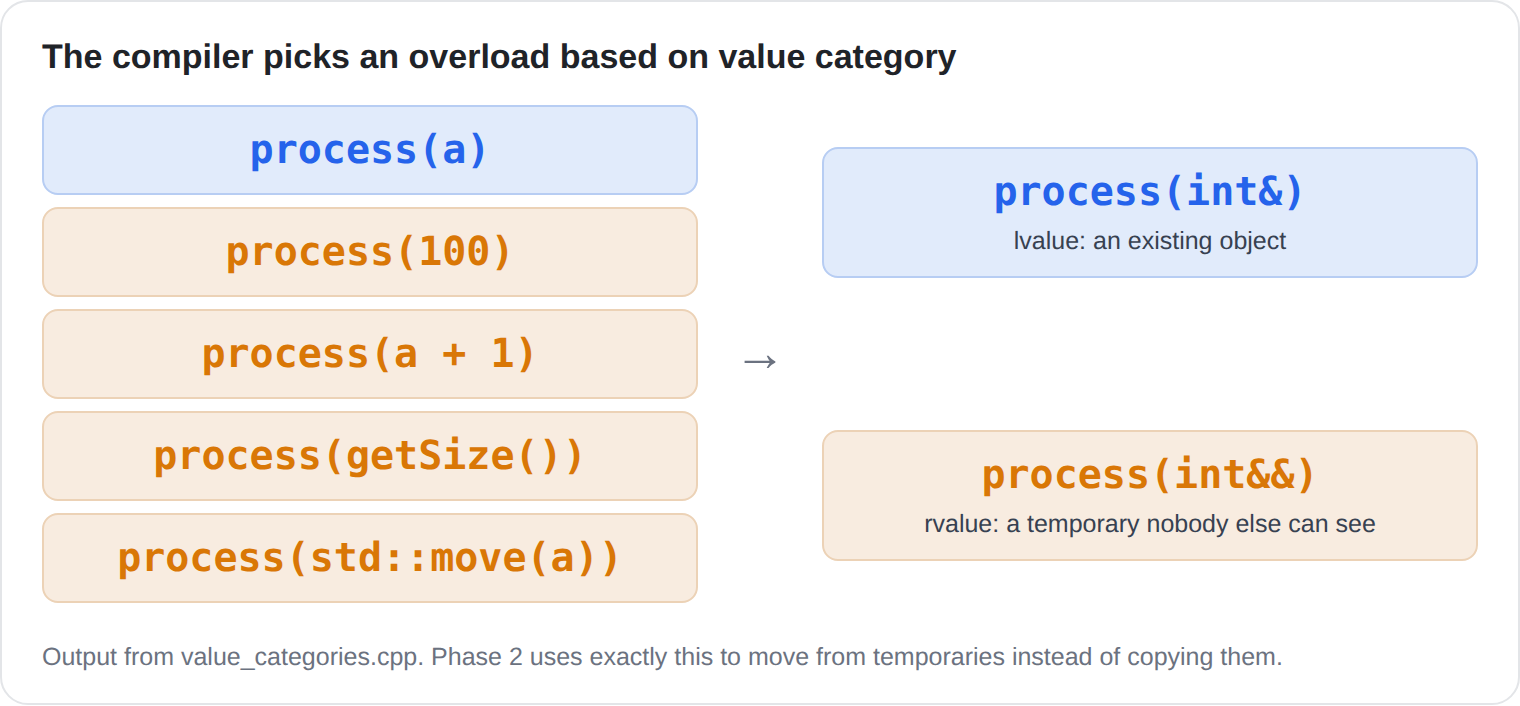 The compiler picks an overload based on value category
process(a)
process(100)
process(a + 1)
process(getSize())
process(std::move(a))
→
process(int&)
lvalue: an existing object
process(int&&)
rvalue: a temporary nobody else can see
Output from value_categories.cpp. Phase 2 uses exactly this to move from temporaries instead of copying them.